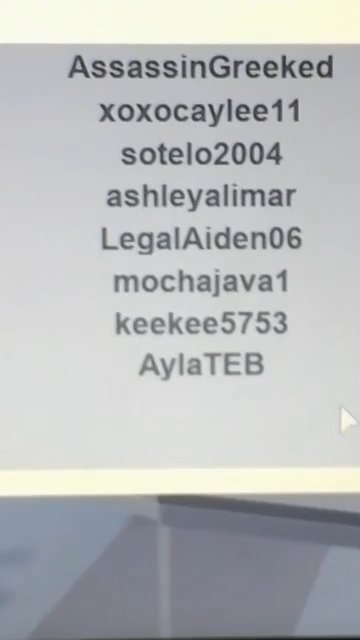 AssassinGreeked
xoxocaylee11
sotelo2004
ashleyalimar
LegalAiden06
mochajava1
keekee5753
AylaTEB